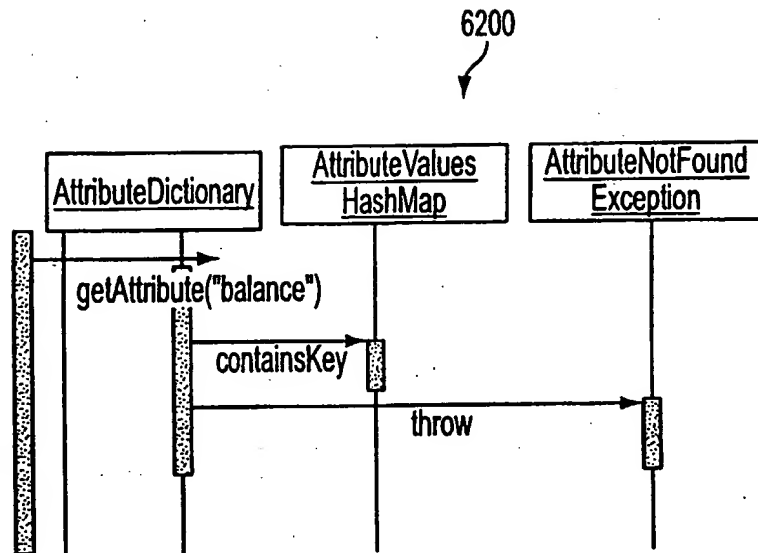 6200
AttributeDictionary
AttributeValues
HashMap
AttributeNotFound
Exception
getAttribute("balance")
containsKey
throw